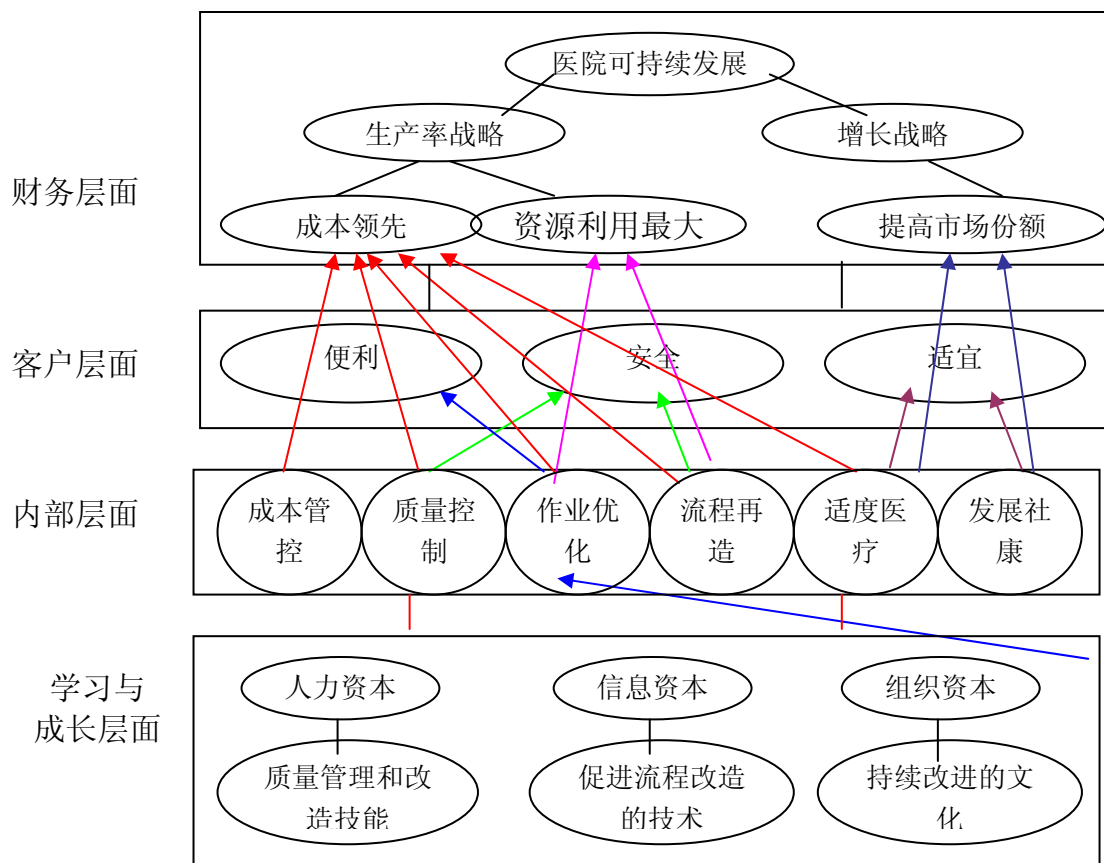 医院可持续发展
生产率战略
增长战略
财务层面
成本领先
资源利用最大
提高市场份额
客户层面
便利
安全
适宜
内部层面
成本管
控
质量控
制
作业优
化
流程再
造
适度医
疗
发展社
康
学习与
成长层面
人力资本
信息资本
组织资本
质量管理和改
造技能
促进流程改造
的技术
持续改进的文
化